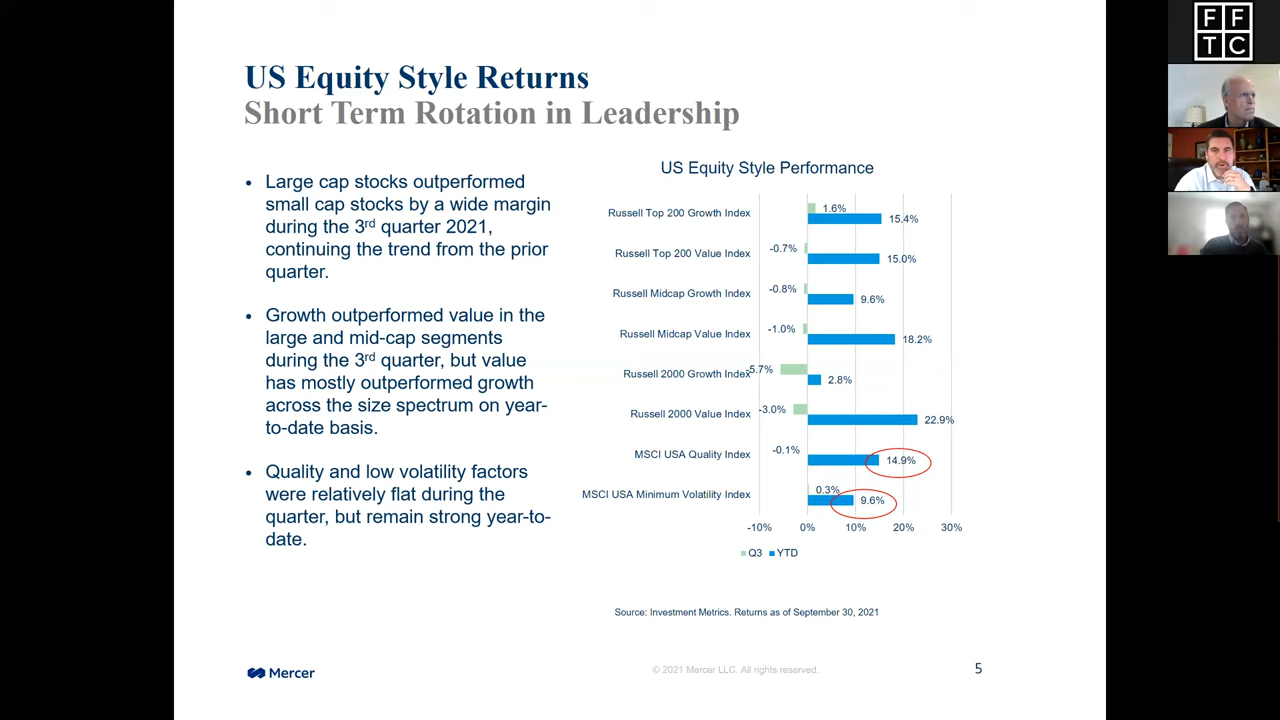 US Equity Style Returns
Short Term Rotation in Leadership
• Large cap stocks outperformed
small cap stocks by a wide margin
during the 3rd quarter 2021,
continuing the trend from the prior
quarter.
• Growth outperformed value in the
large and mid-cap segments
during the 3rd quarter, but value
has mostly outperformed growth
across the size spectrum on year-
to-date basis.
• Quality and low volatility factors
were relatively flat during the
quarter, but remain strong year-to-
date.
US Equity Style Performance
Russell Top 200 Growth Index 1.6% 15.4%
Russell Top 200 Value Index -0.7% 15.0%
Russell Midcap Growth Index -0.8% 9.6%
Russell Midcap Value Index -1.0% 18.2%
Russell 2000 Growth Index -5.7% 2.8%
Russell 2000 Value Index -3.0% 22.9%
MSCI USA Quality Index -0.1% 14.9%
MSCI USA Minimum Volatility Index 0.3% 9.6%
-10% 0% 10% 20% 30%
Q3 YTD
Source: Investment Metrics. Returns as of September 30, 2021
Mercer
© 2021 Mercer LLC. All rights reserved.
5
F F
T C